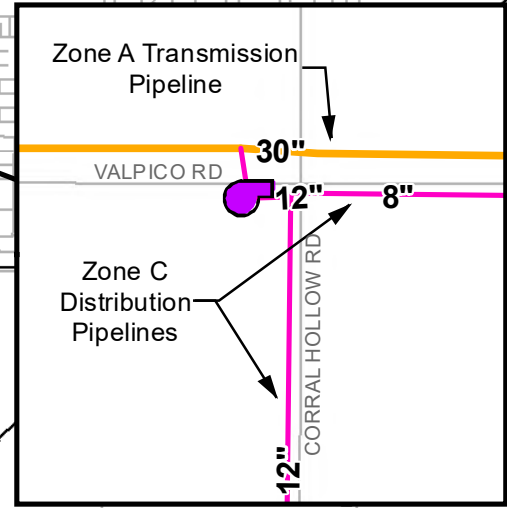 Zone A Transmission
Pipeline
30"
VALPICO RD
12"
8"
Zone C
Distribution
Pipelines
CORRAL HOLLOW RD
12"